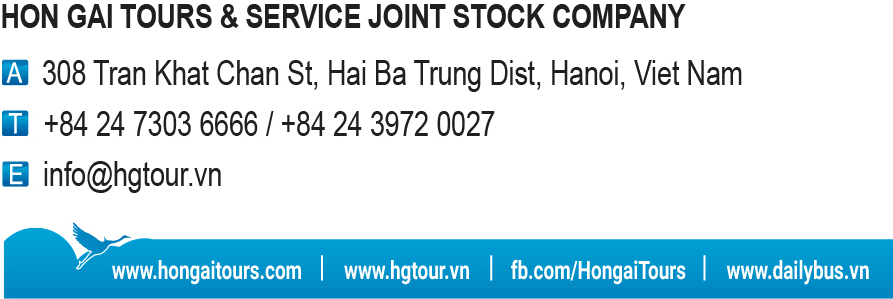 HON GAI TOURS & SERVICE JOINT STOCK COMPANY
A 308 Tran Khat Chan St, Hai Ba Trung Dist, Hanoi, Viet Nam
T +84 24 7303 6666 / +84 24 3972 0027
E info@hgtour.vn
www.hongaitours.com | www.hgtour.vn | fb.com/HongaiTours | www.dailybus.vn